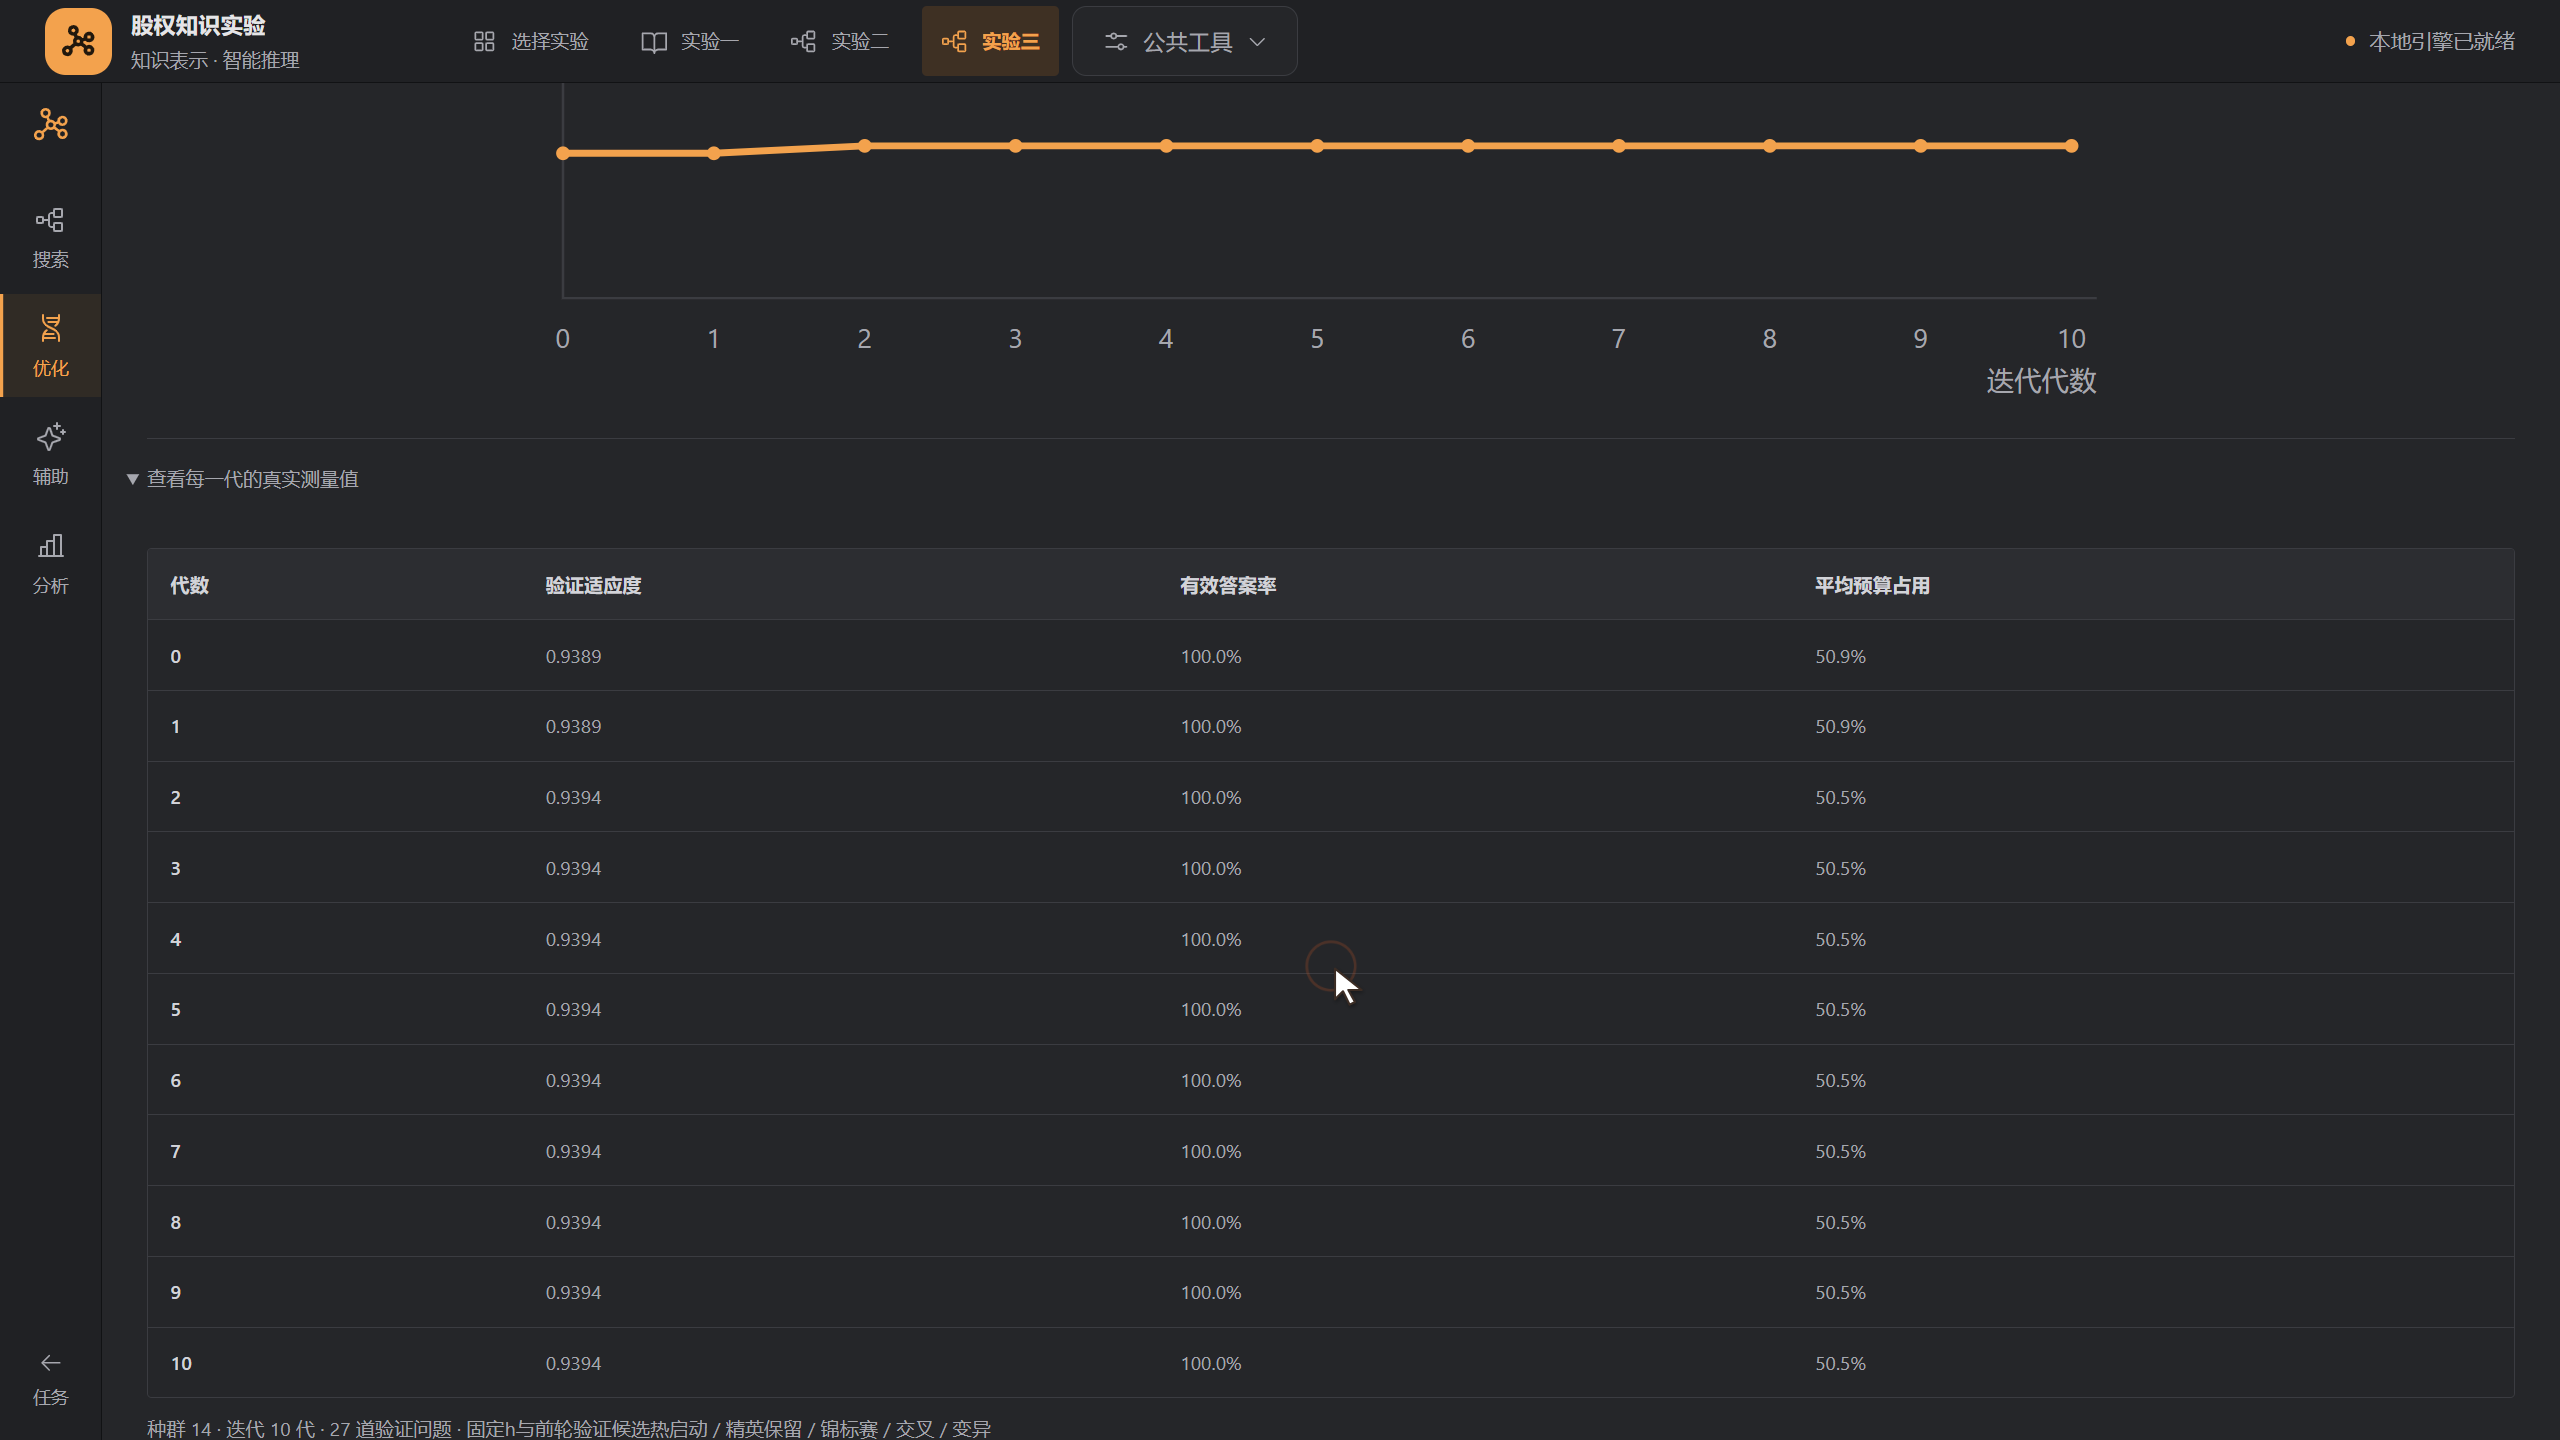 股权知识实验
知识表示 · 智能推理
选择实验
实验一
实验二
实验三
公共工具
本地引擎已就绪
搜索
优化
辅助
分析
任务
0 1 2 3 4 5 6 7 8 9 10
迭代代数
查看每一代的真实测量值
代数 验证适应度 有效答案率 平均预算占用
0 0.9389 100.0% 50.9%
1 0.9389 100.0% 50.9%
2 0.9394 100.0% 50.5%
3 0.9394 100.0% 50.5%
4 0.9394 100.0% 50.5%
5 0.9394 100.0% 50.5%
6 0.9394 100.0% 50.5%
7 0.9394 100.0% 50.5%
8 0.9394 100.0% 50.5%
9 0.9394 100.0% 50.5%
10 0.9394 100.0% 50.5%
种群 14 · 迭代 10 代 · 27 道验证问题 · 固定h与前轮验证候选热启动 / 精英保留 / 锦标赛 / 交叉 / 变异